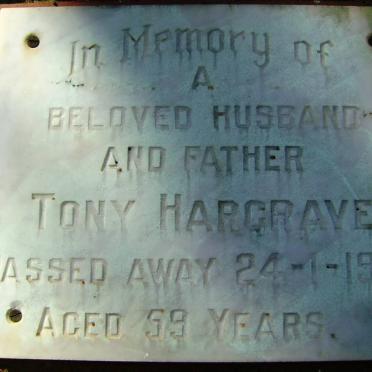 In Memory of
A
BELOVED HUSBAND
AND FATHER
TONY HARGRAVE
ASSED AWAY 24-1-19
AGED 59 YEARS.